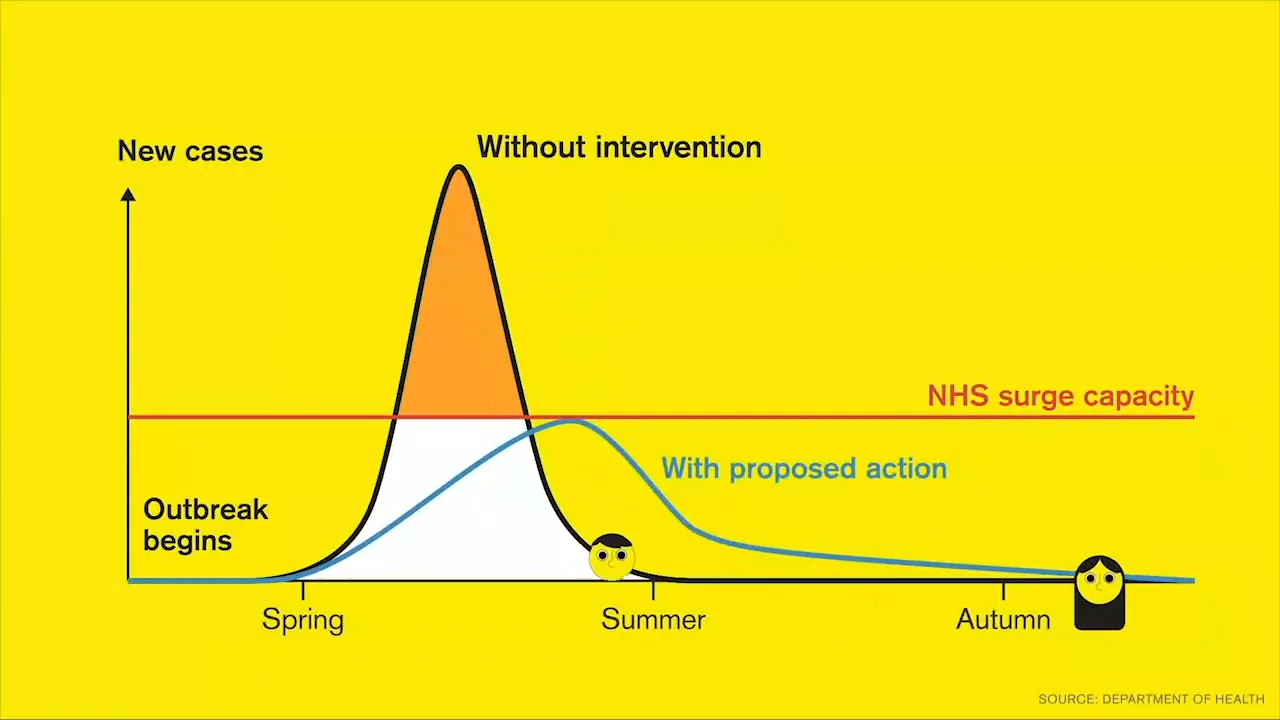 New cases
Without intervention
NHS surge capacity
With proposed action
Outbreak
begins
Spring
Summer
Autumn
SOURCE: DEPARTMENT OF HEALTH